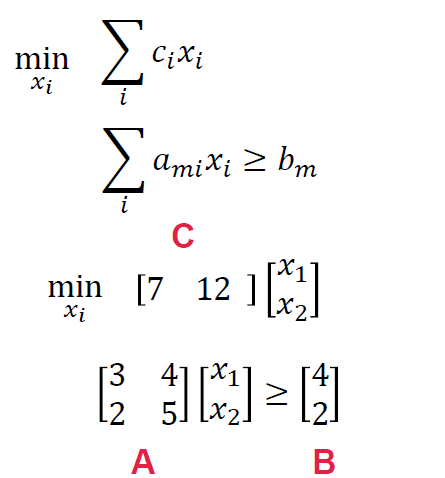 min ∑ cᵢxᵢ
xᵢ i
∑ aₘᵢxᵢ ≥ bₘ
i
C
min [7 12 ] [x₁
xᵢ x₂]
[3 4 [x₁ ≥ [4
2 5] x₂] 2]
A B